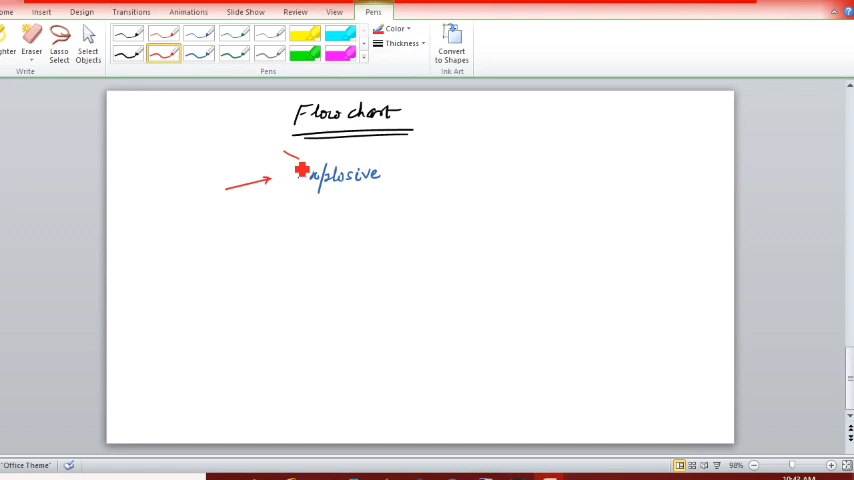 ome Insert Design Transitions Animations Slide Show Review View Pens
ghter Eraser Lasso Select Select Objects Color Thickness Convert to Shapes
Write Pens Ink Art
Flow chart
xplosive
"Office Theme" 98%